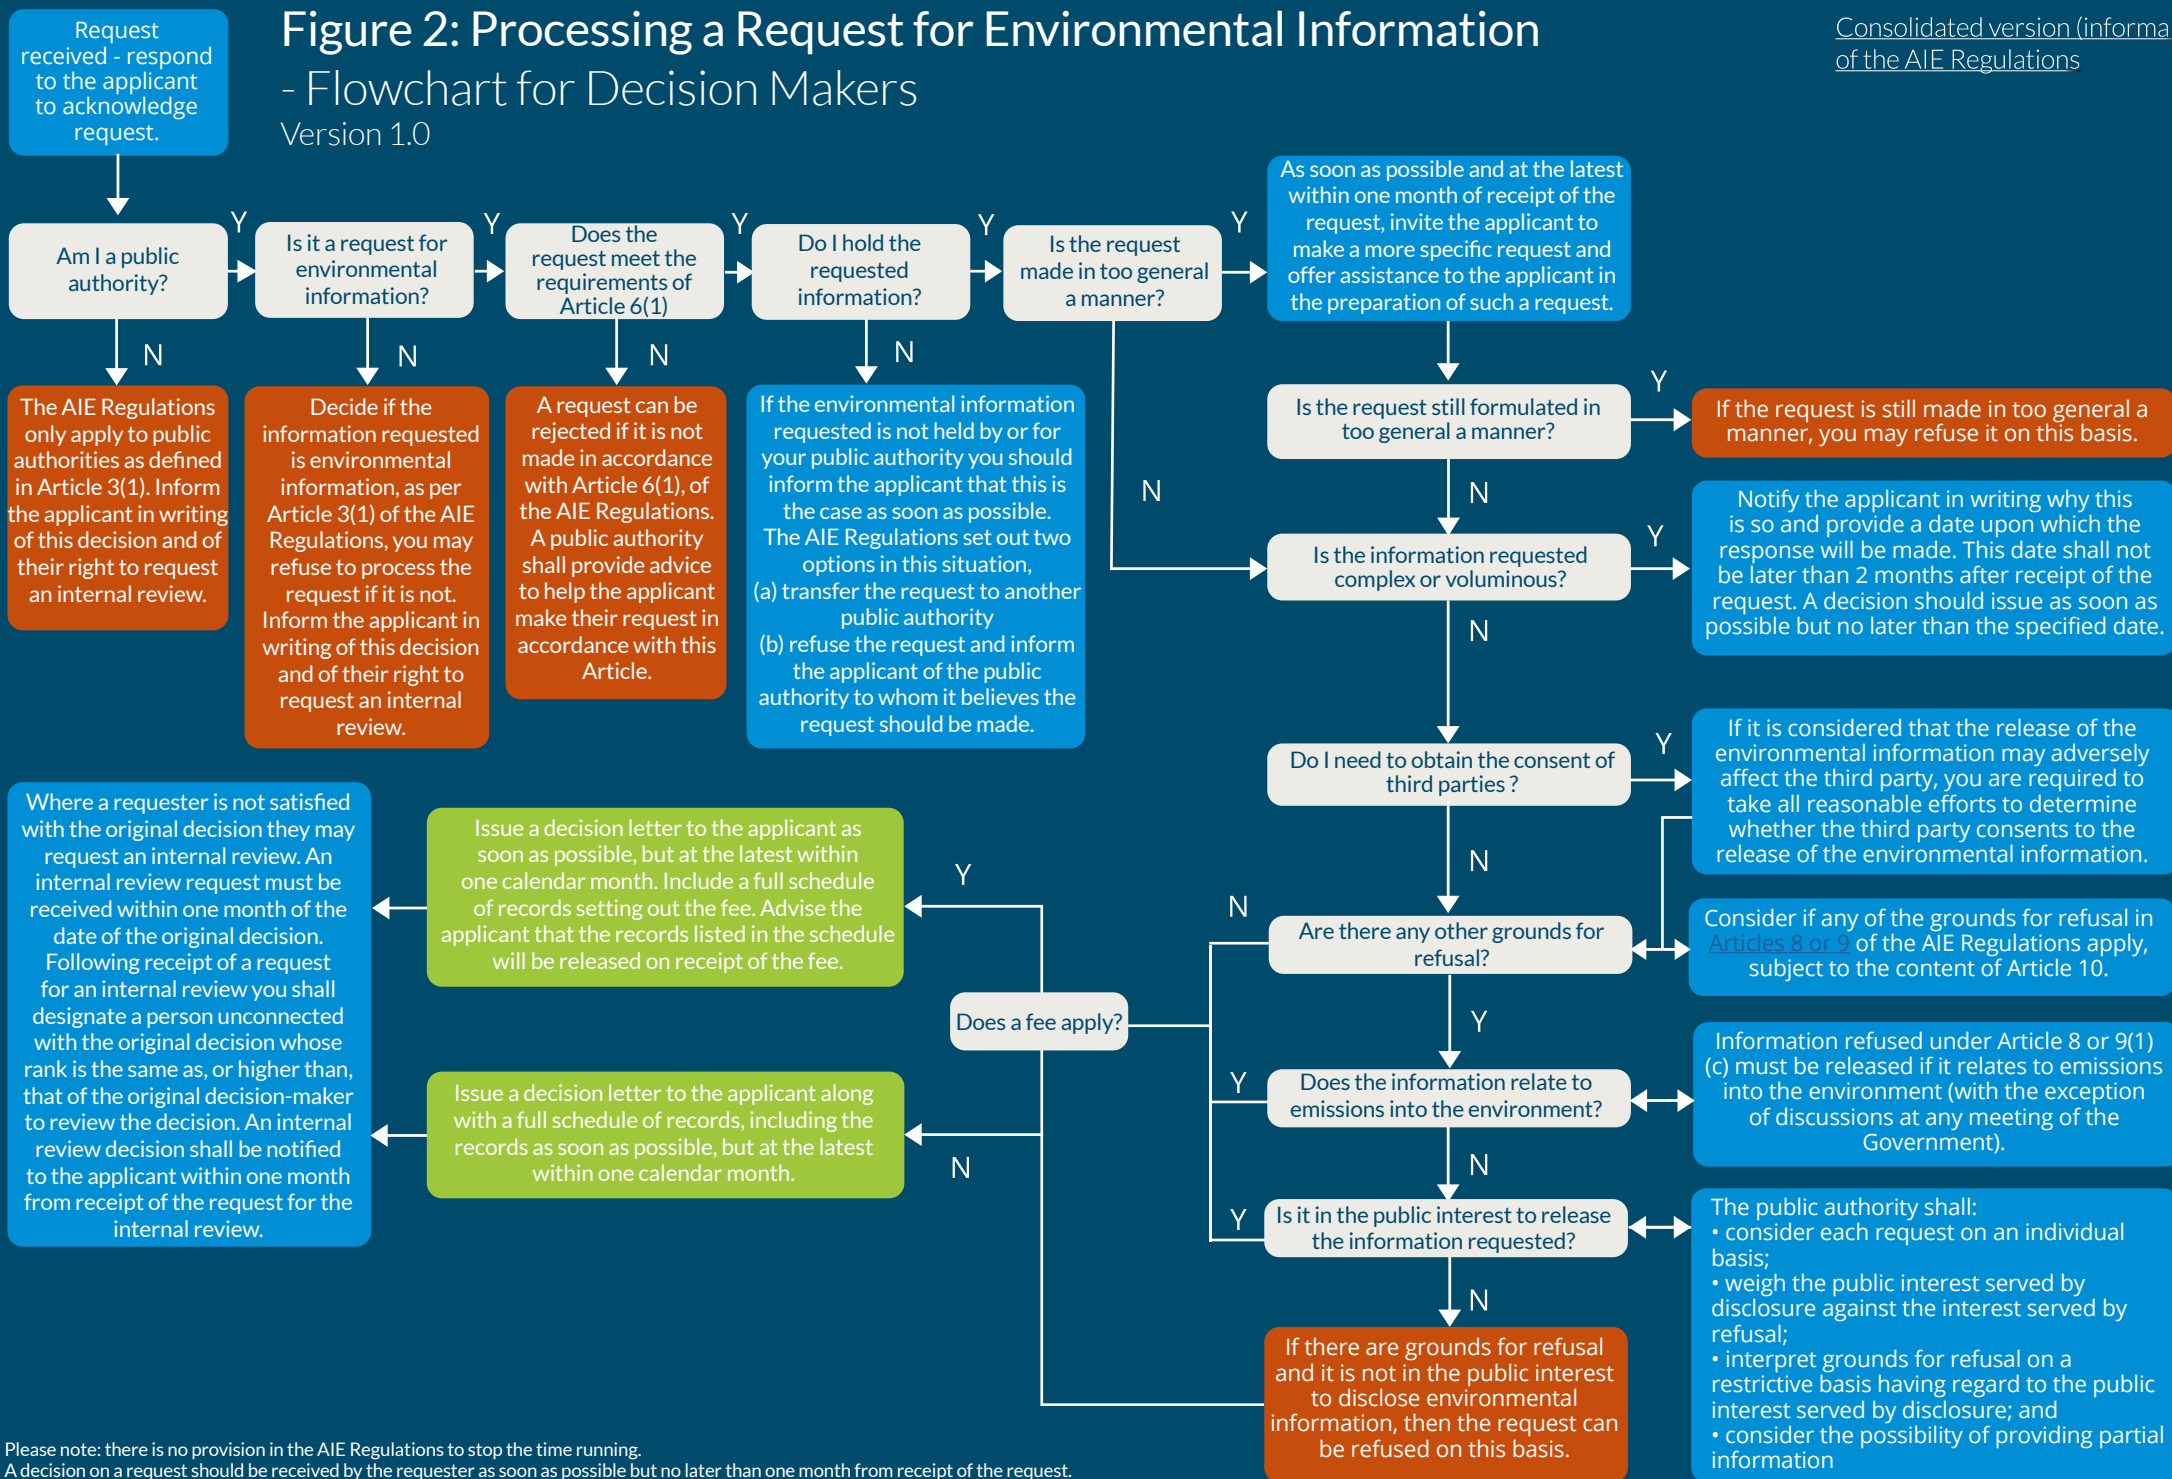 Request
received - respond
to the applicant
to acknowledge
request.
Figure 2: Processing a Request for Environmental Information
- Flowchart for Decision Makers
Version 1.0
Consolidated version (informa
of the AIE Regulations
Am I a public
authority?
Y
Is it a request for
environmental
information?
Y
Does the
request meet the
requirements of
Article 6(1)
Y
Do I hold the
requested
information?
Y
Is the request
made in too general
a manner?
Y
As soon as possible and at the latest
within one month of receipt of the
request, invite the applicant to
make a more specific request and
offer assistance to the applicant in
the preparation of such a request.
N
The AIE Regulations
only apply to public
authorities as defined
in Article 3(1). Inform
the applicant in writing
of this decision and of
their right to request
an internal review.
N
Decide if the
information requested
is environmental
information, as per
Article 3(1) of the AIE
Regulations, you may
refuse to process the
request if it is not.
Inform the applicant in
writing of this decision
and of their right to
request an internal
review.
N
A request can be
rejected if it is not
made in accordance
with Article 6(1), of
the AIE Regulations.
A public authority
shall provide advice
to help the applicant
make their request in
accordance with this
Article.
N
If the environmental information
requested is not held by or for
your public authority you should
inform the applicant that this is
the case as soon as possible.
The AIE Regulations set out two
options in this situation,
(a) transfer the request to another
public authority
(b) refuse the request and inform
the applicant of the public
authority to whom it believes the
request should be made.
N
Is the request still formulated in
too general a manner?
Y
If the request is still made in too general a
manner, you may refuse it on this basis.
N
Is the information requested
complex or voluminous?
Y
Notify the applicant in writing why this
is so and provide a date upon which the
response will be made. This date shall not
be later than 2 months after receipt of the
request. A decision should issue as soon as
possible but no later than the specified date.
N
Do I need to obtain the consent of
third parties ?
Y
If it is considered that the release of the
environmental information may adversely
affect the third party, you are required to
take all reasonable efforts to determine
whether the third party consents to the
release of the environmental information.
N
Are there any other grounds for
refusal?
N
Consider if any of the grounds for refusal in
Articles 8 or 9 of the AIE Regulations apply,
subject to the content of Article 10.
Y
Does the information relate to
emissions into the environment?
Y
Information refused under Article 8 or 9(1)
(c) must be released if it relates to emissions
into the environment (with the exception
of discussions at any meeting of the
Government).
N
Is it in the public interest to release
the information requested?
Y
The public authority shall:
• consider each request on an individual
basis;
• weigh the public interest served by
disclosure against the interest served by
refusal;
• interpret grounds for refusal on a
restrictive basis having regard to the public
interest served by disclosure; and
• consider the possibility of providing partial
information
N
If there are grounds for refusal
and it is not in the public interest
to disclose environmental
information, then the request can
be refused on this basis.
Does a fee apply?
Y
Issue a decision letter to the applicant as
soon as possible, but at the latest within
one calendar month. Include a full schedule
of records setting out the fee. Advise the
applicant that the records listed in the schedule
will be released on receipt of the fee.
N
Issue a decision letter to the applicant along
with a full schedule of records, including the
records as soon as possible, but at the latest
within one calendar month.
Where a requester is not satisfied
with the original decision they may
request an internal review. An
internal review request must be
received within one month of the
date of the original decision.
Following receipt of a request
for an internal review you shall
designate a person unconnected
with the original decision whose
rank is the same as, or higher than,
that of the original decision-maker
to review the decision. An internal
review decision shall be notified
to the applicant within one month
from receipt of the request for the
internal review.
Please note: there is no provision in the AIE Regulations to stop the time running.
A decision on a request should be received by the requester as soon as possible but no later than one month from receipt of the request.